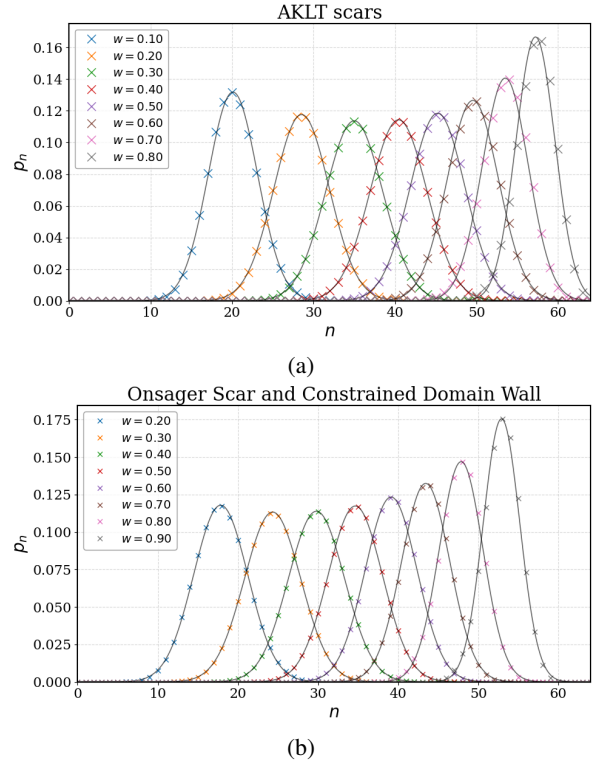 AKLT scars
0.16
0.14
0.12
0.10
0.08
0.06
0.04
0.02
0.00
p_n
w = 0.10
w = 0.20
w = 0.30
w = 0.40
w = 0.50
w = 0.60
w = 0.70
w = 0.80
0 10 20 30 40 50 60
n
(a)
Onsager Scar and Constrained Domain Wall
0.175
0.150
0.125
0.100
0.075
0.050
0.025
0.000
p_n
w = 0.20
w = 0.30
w = 0.40
w = 0.50
w = 0.60
w = 0.70
w = 0.80
w = 0.90
0 10 20 30 40 50 60
n
(b)